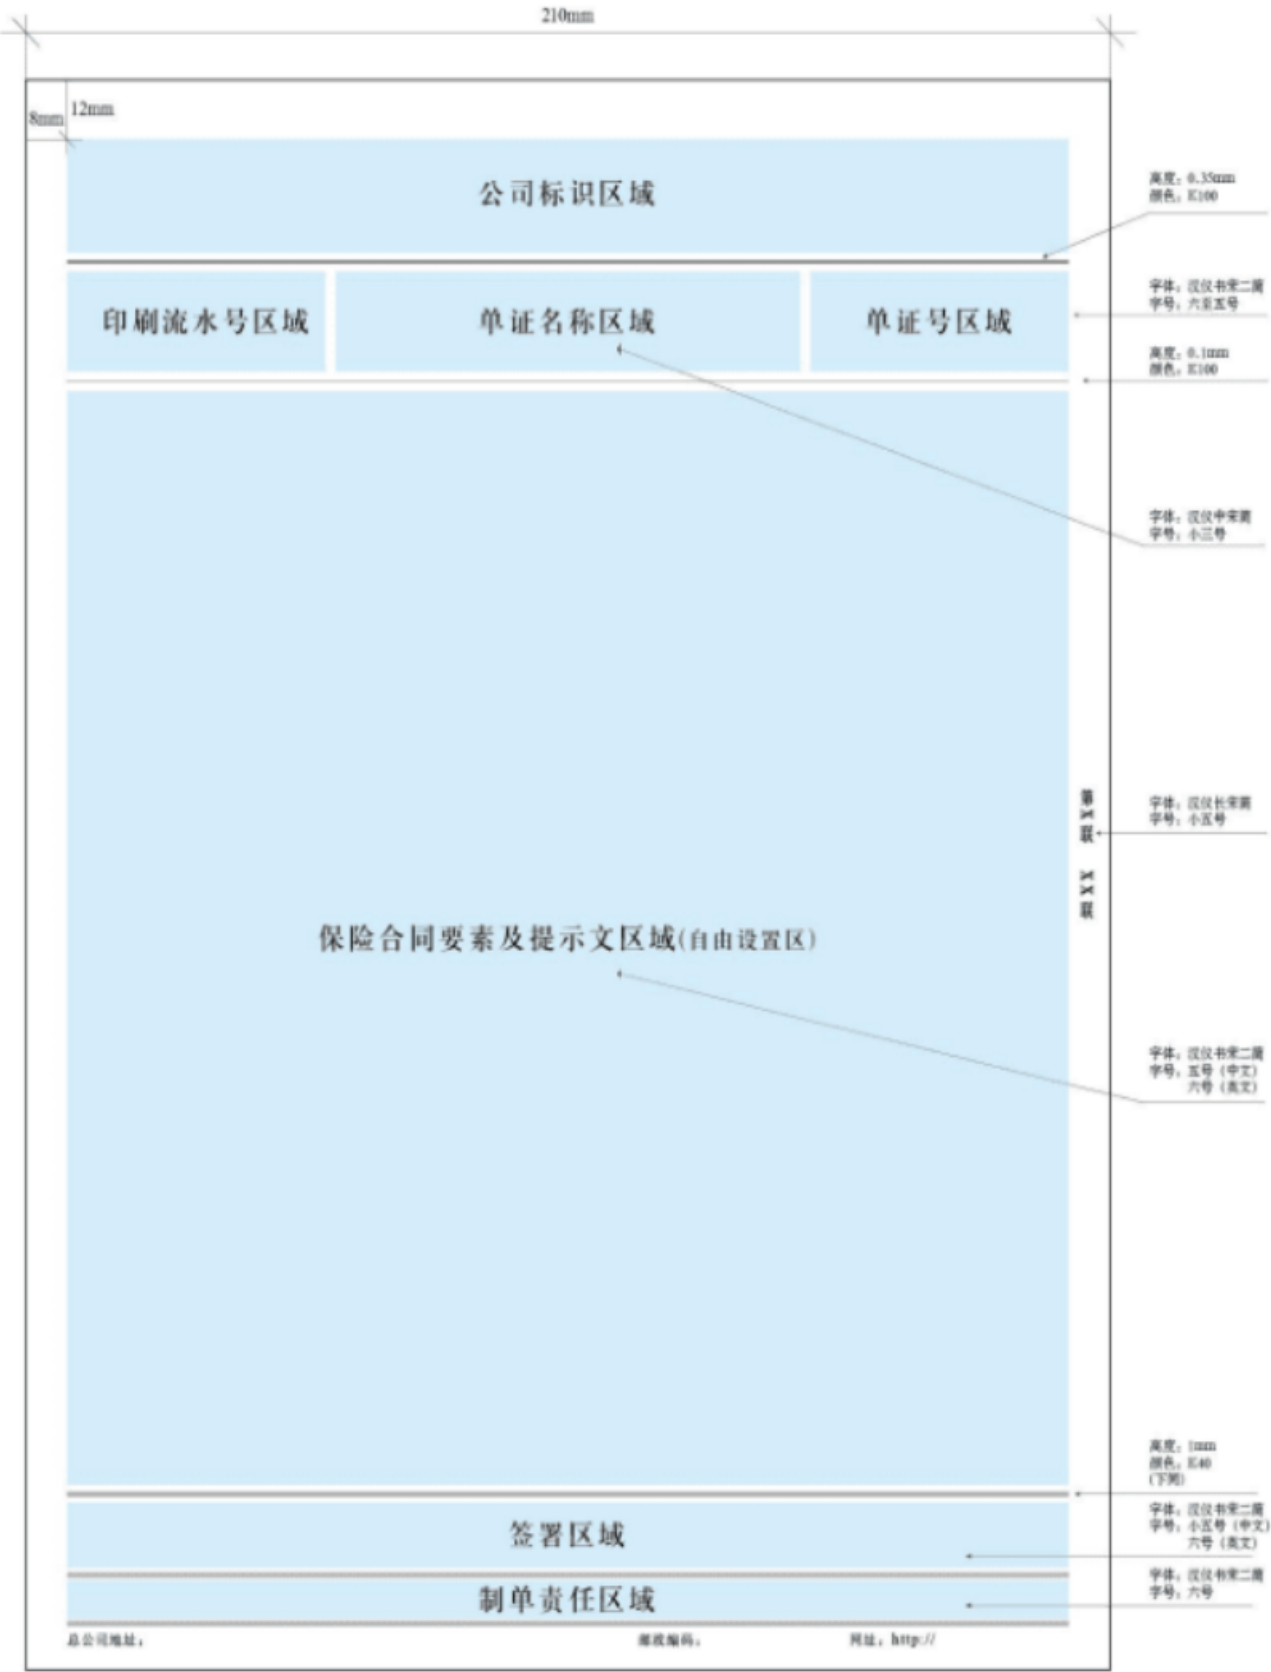 210mm
12mm
8mm
公司标识区域
高度：0.35mm
颜色：K100
印刷流水号区域
单证名称区域
单证号区域
字体：汉仪书宋二简
字号：六至五号
高度：0.1mm
颜色：K100
字体：汉仪中宋简
字号：小三号
第X联 XX联
字体：汉仪长宋简
字号：小五号
保险合同要素及提示文区域(自由设置区)
字体：汉仪书宋二简
字号：五号（中文）
六号（英文）
高度：1mm
颜色：K40
(下同)
签署区域
字体：汉仪书宋二简
字号：小五号（中文）
六号（英文）
制单责任区域
字体：汉仪书宋二简
字号：六号
总公司地址：
邮政编码：
网址：http://